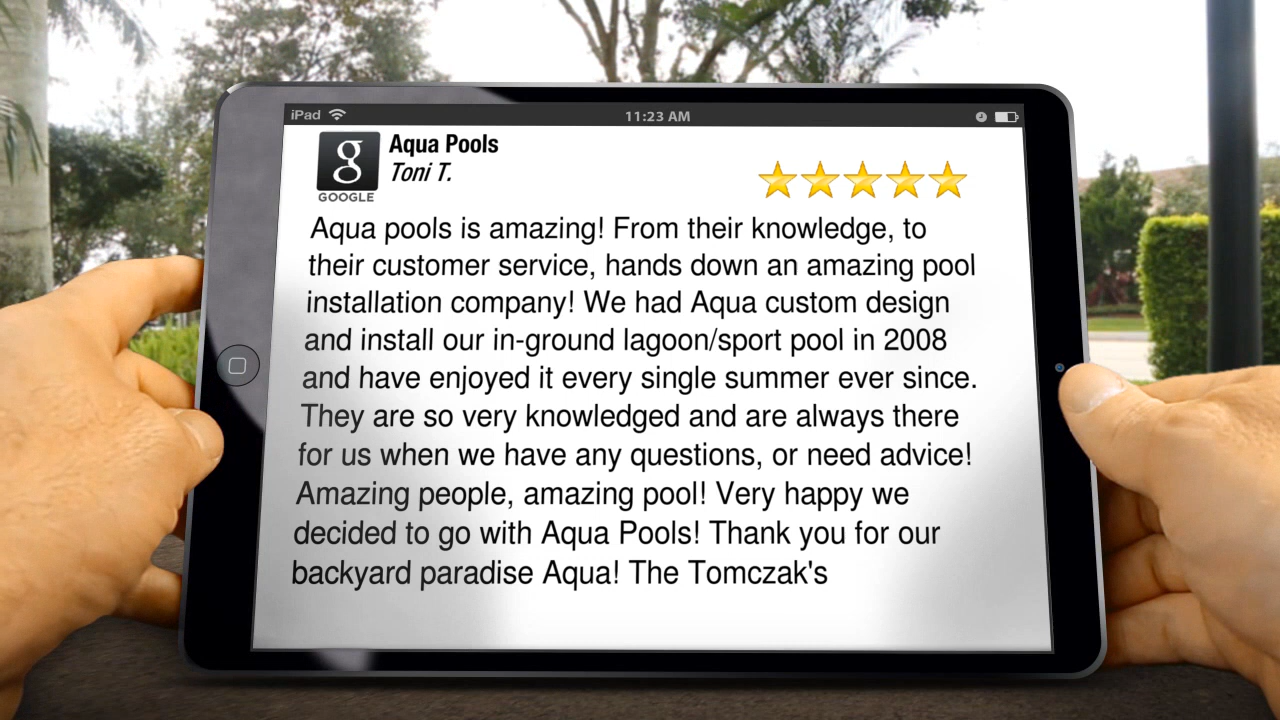 iPad
11:23 AM
Aqua Pools
Toni T.
g
GOOGLE
Aqua pools is amazing! From their knowledge, to
their customer service, hands down an amazing pool
installation company! We had Aqua custom design
and install our in-ground lagoon/sport pool in 2008
and have enjoyed it every single summer ever since.
They are so very knowledged and are always there
for us when we have any questions, or need advice!
Amazing people, amazing pool! Very happy we
decided to go with Aqua Pools! Thank you for our
backyard paradise Aqua! The Tomczak's